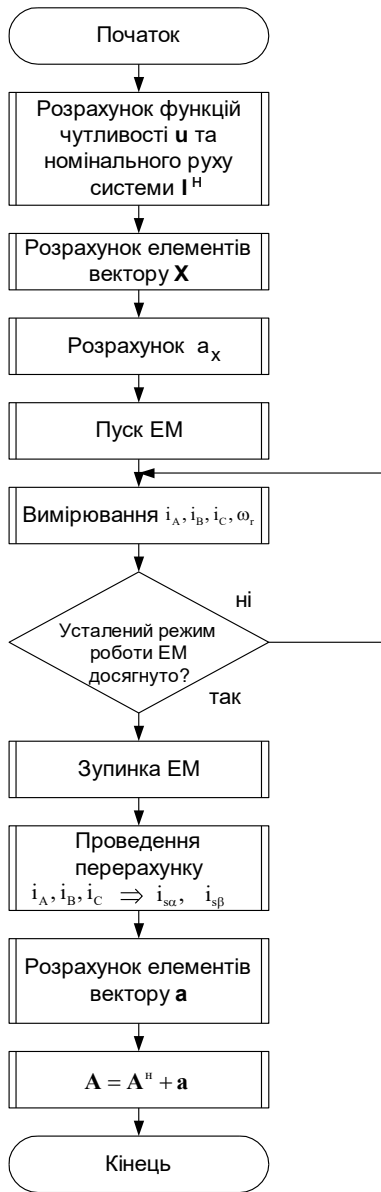 Початок
Розрахунок функцій
чутливості u та
номінального руху
системи I^н
Розрахунок елементів
вектору X
Розрахунок a_x
Пуск ЕМ
Вимірювання i_A, i_B, i_C, ω_r
ні
Усталений режим
роботи ЕМ
досягнуто?
так
Зупинка ЕМ
Проведення
перерахунку
i_A, i_B, i_C ⇒ i_sα, i_sβ
Розрахунок елементів
вектору a
A = A^н + a
Кінець